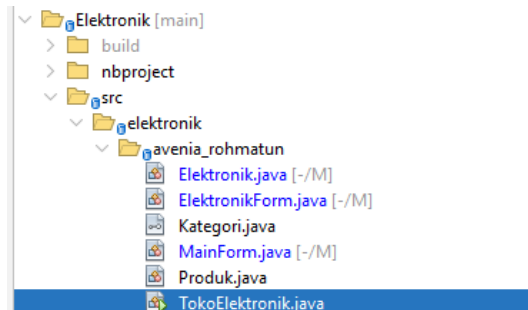 Elektronik [main]
build
nbproject
src
elektronik
avenia_rohmatun
Elektronik.java [-/M]
ElektronikForm.java [-/M]
Kategori.java
MainForm.java [-/M]
Produk.java
TokoElektronik.java